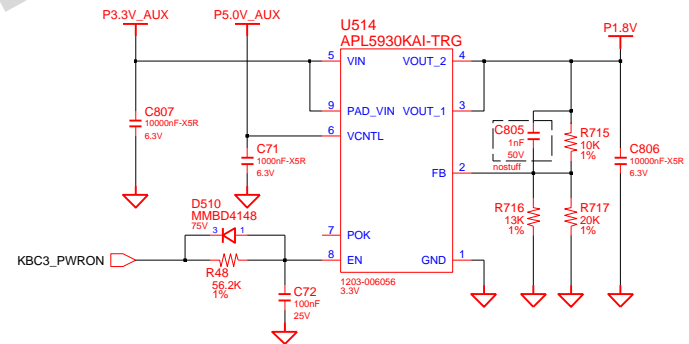 P3.3V_AUX
P5.0V_AUX
U514
APL5930KAI-TRG
P1.8V
5
VIN
VOUT_2
4
9
PAD_VIN
VOUT_1
3
6
VCNTL
C807
10000nF-X5R
6.3V
C71
1000nF-X5R
6.3V
C805
1nF
50V
nostuff
R715
10K
1%
C806
10000nF-X5R
6.3V
FB
2
R716
13K
1%
R717
20K
1%
D510
MMBD4148
75V
3
1
7
POK
KBC3_PWRON
8
EN
GND
1
R48
56.2K
1%
1203-006056
3.3V
C72
100nF
25V